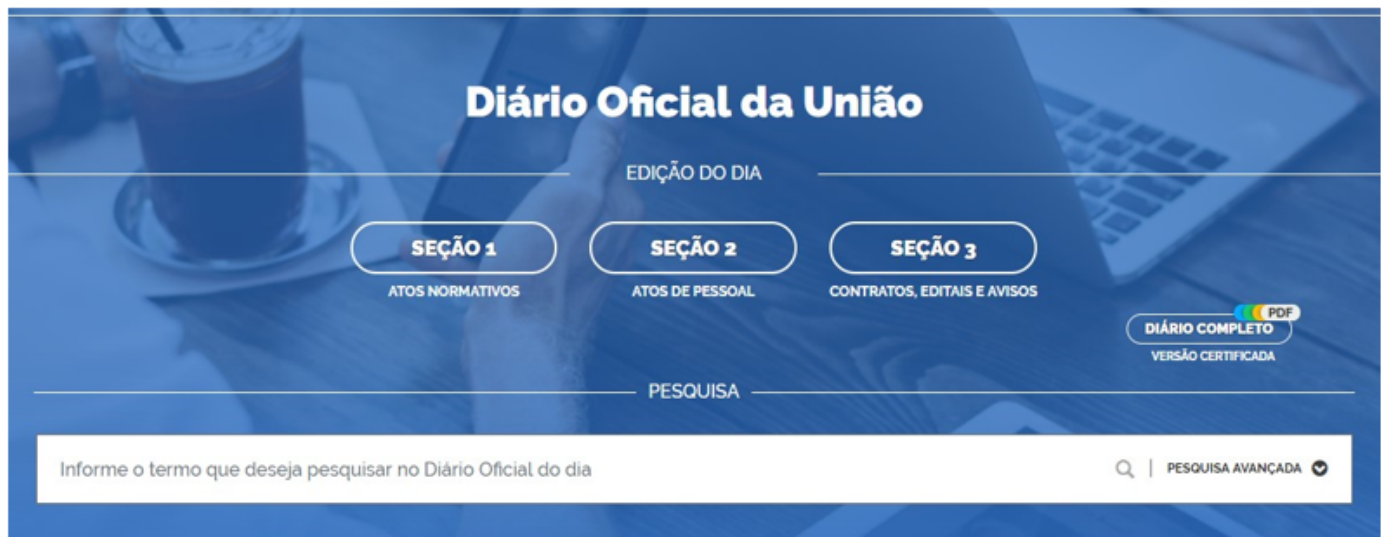 Diário Oficial da União
EDIÇÃO DO DIA
SEÇÃO 1
SEÇÃO 2
SEÇÃO 3
ATOS NORMATIVOS
ATOS DE PESSOAL
CONTRATOS, EDITAIS E AVISOS
PDF
DIÁRIO COMPLETO
VERSÃO CERTIFICADA
PESQUISA
Informe o termo que deseja pesquisar no Diário Oficial do dia
| PESQUISA AVANÇADA